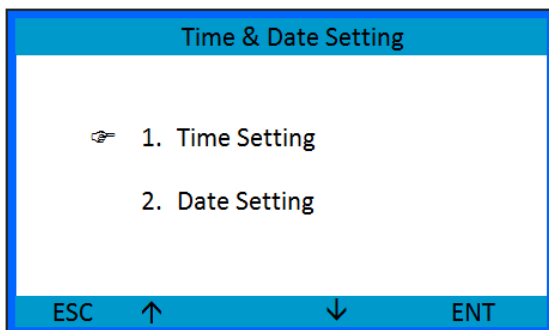 Time & Date Setting
☞ 1. Time Setting
2. Date Setting
ESC ↑ ↓ ENT